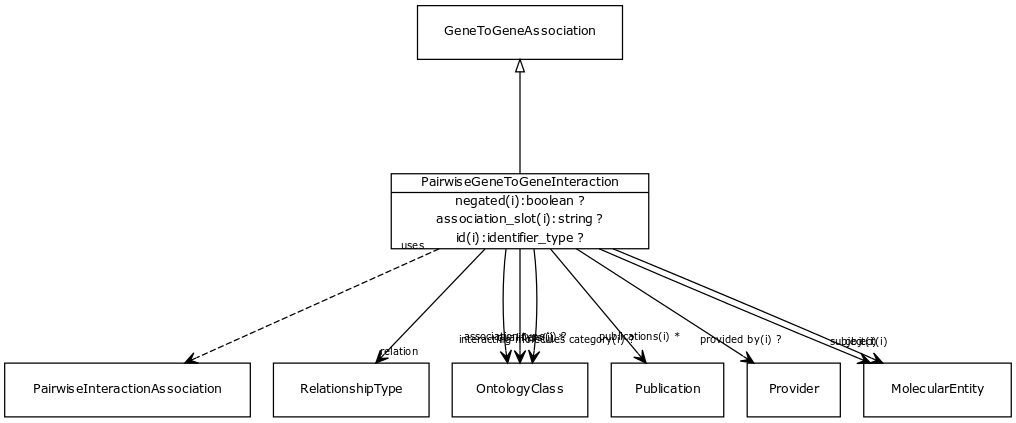 GeneToGeneAssociation
PairwiseGeneToGeneInteraction
negated(i):boolean ?
association_slot(i):string ?
id(i):identifier_type ?
uses
relation
association type(i) ?
interacting molecules category(i)
publications(i) *
provided by(i) ?
subject(i)
object(i)
PairwiseInteractionAssociation
RelationshipType
OntologyClass
Publication
Provider
MolecularEntity